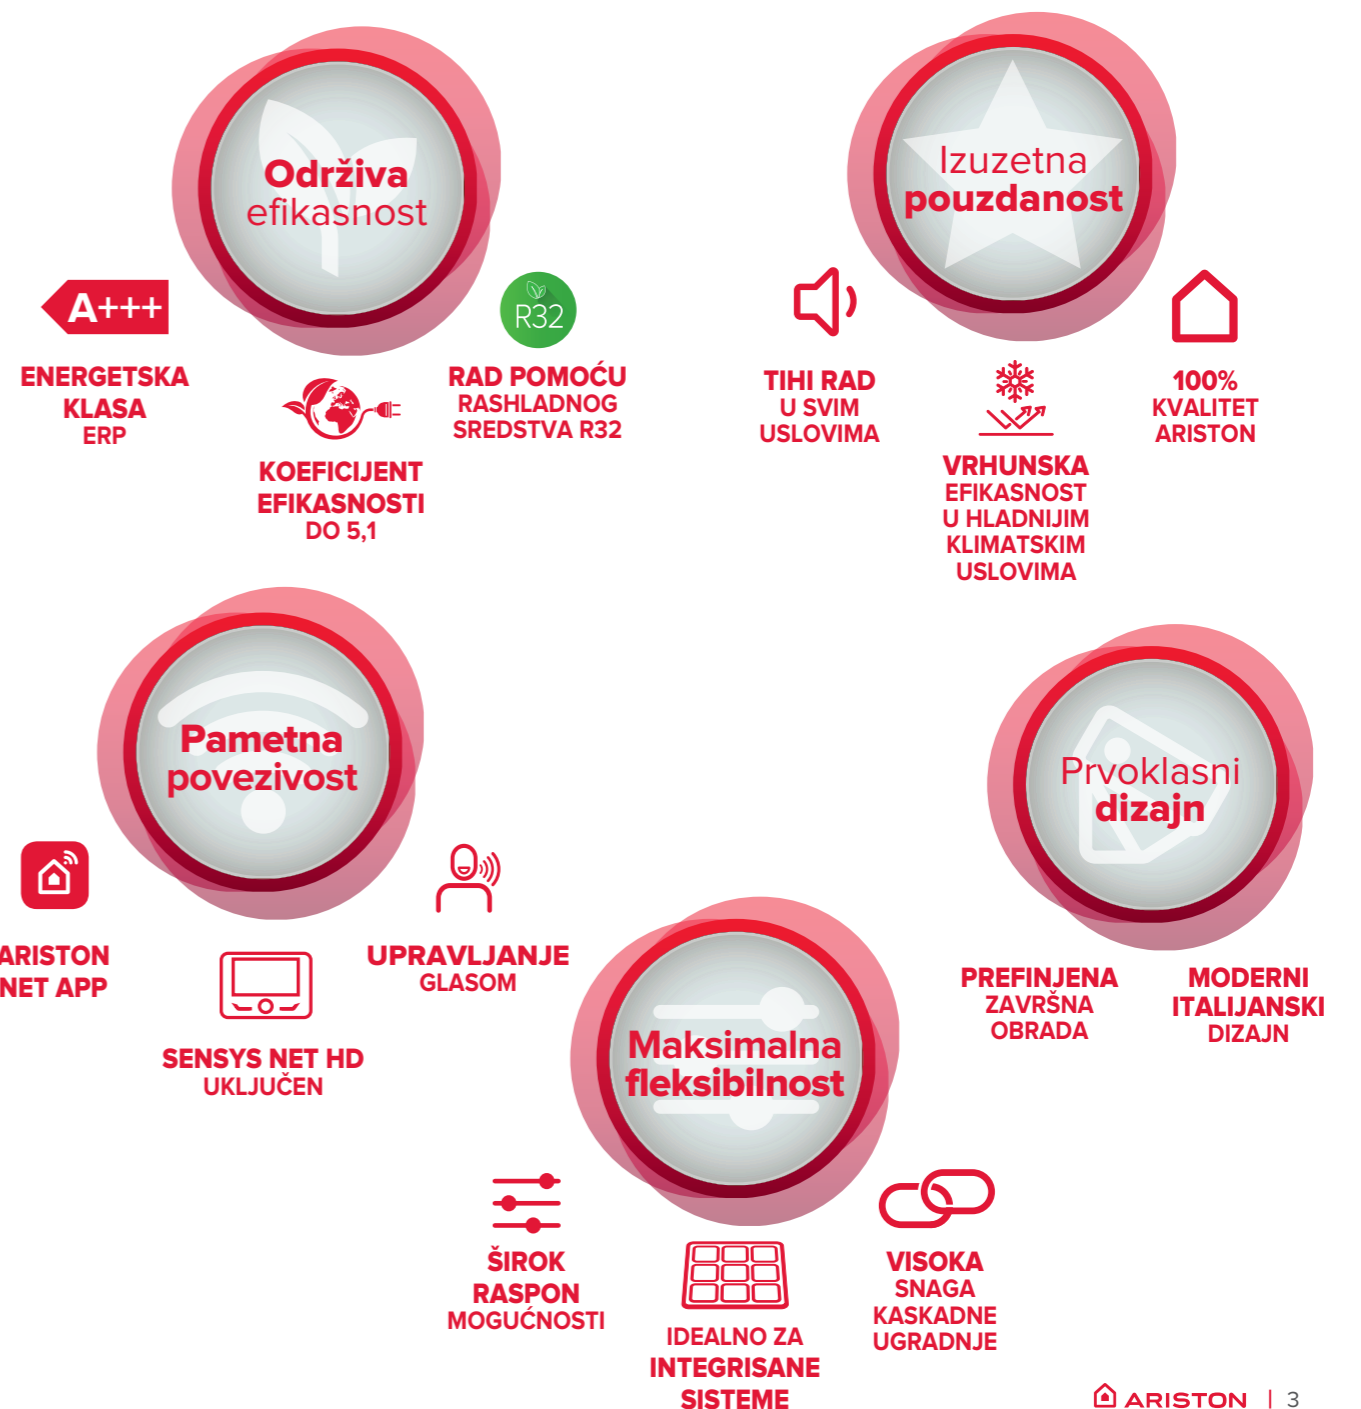 Održiva
efikasnost
A+++
ENERGETSKA
KLASA
ERP
KOEFICIJENT
EFIKASNOSTI
DO 5,1
R32
RAD POMOĆU
RASHLADNOG
SREDSTVA R32
Izuzetna
pouzdanost
TIHI RAD
U SVIM
USLOVIMA
VRHUNSKA
EFIKASNOST
U HLADNIJIM
KLIMATSKIM
USLOVIMA
100%
KVALITET
ARISTON
Pametna
povezivost
ARISTON
NET APP
SENSYS NET HD
UKLJUČEN
UPRAVLJANJE
GLASOM
Prvoklasni
dizajn
PREFINJENA
ZAVRŠNA
OBRADA
MODERNI
ITALIJANSKI
DIZAJN
Maksimalna
fleksibilnost
ŠIROK
RASPON
MOGUĆNOSTI
IDEALNO ZA
INTEGRISANE
SISTEME
VISOKA
SNAGA
KASKADNE
UGRADNJE
ARISTON | 3